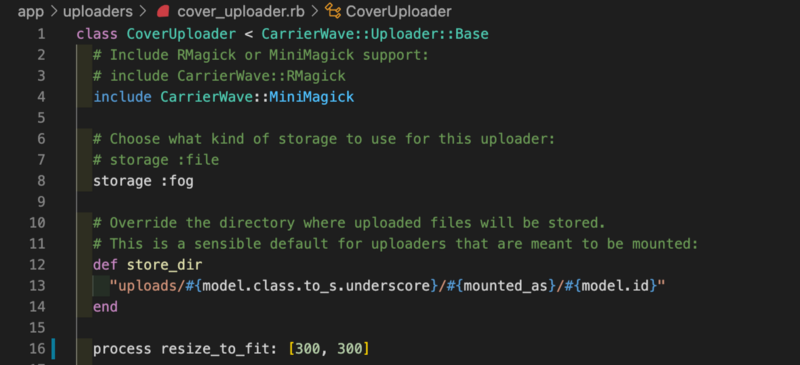 app > uploaders > cover_uploader.rb > CoverUploader
1 class CoverUploader < CarrierWave::Uploader::Base
2 # Include RMagick or MiniMagick support:
3 # include CarrierWave::RMagick
4 include CarrierWave::MiniMagick
5
6 # Choose what kind of storage to use for this uploader:
7 # storage :file
8 storage :fog
9
10 # Override the directory where uploaded files will be stored.
11 # This is a sensible default for uploaders that are meant to be mounted:
12 def store_dir
13 "uploads/#{model.class.to_s.underscore}/#{mounted_as}/#{model.id}"
14 end
15
16 process resize_to_fit: [300, 300]
17